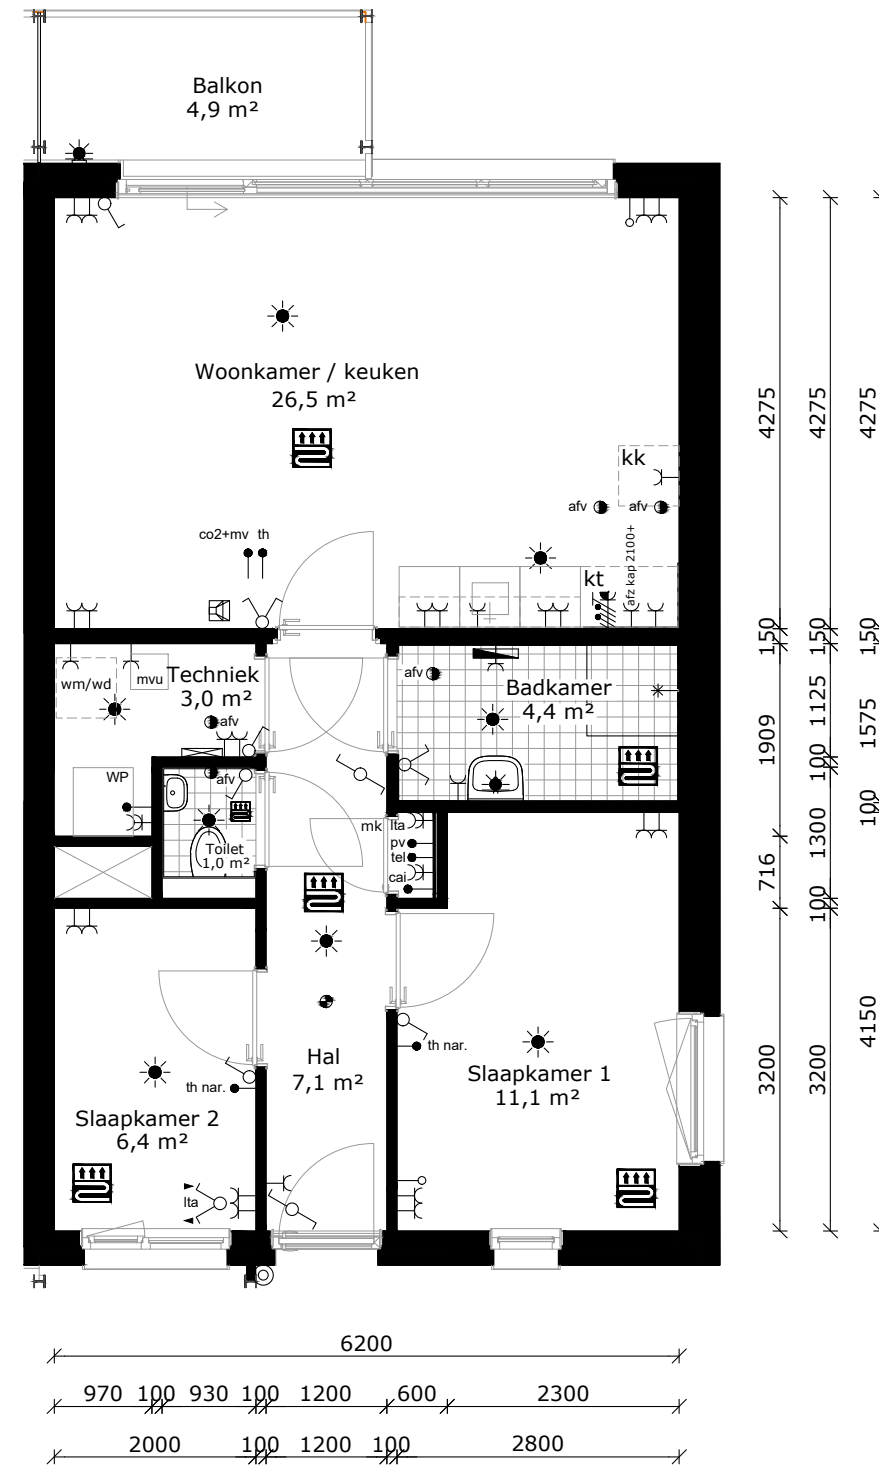 Balkon
4,9 m²
Woonkamer / keuken
26,5 m²
kk
afv afv
co2+mv th
afz kap 2100+
kt
Techniek
3,0 m²
wm/wd
mvu
afv
WP
afv
Badkamer
4,4 m²
afv
Toilet
1,0 m²
mk
lta
pv
tel
cai
Hal
7,1 m²
th nar.
Slaapkamer 1
11,1 m²
th nar.
Slaapkamer 2
6,4 m²
lta
4275
150
1909
716
3200
4275
150
1125
100
1300
100
3200
4275
150
1575
100
4150
6200
970 100 930 100 1200 600 2300
2000 100 1200 100 2800